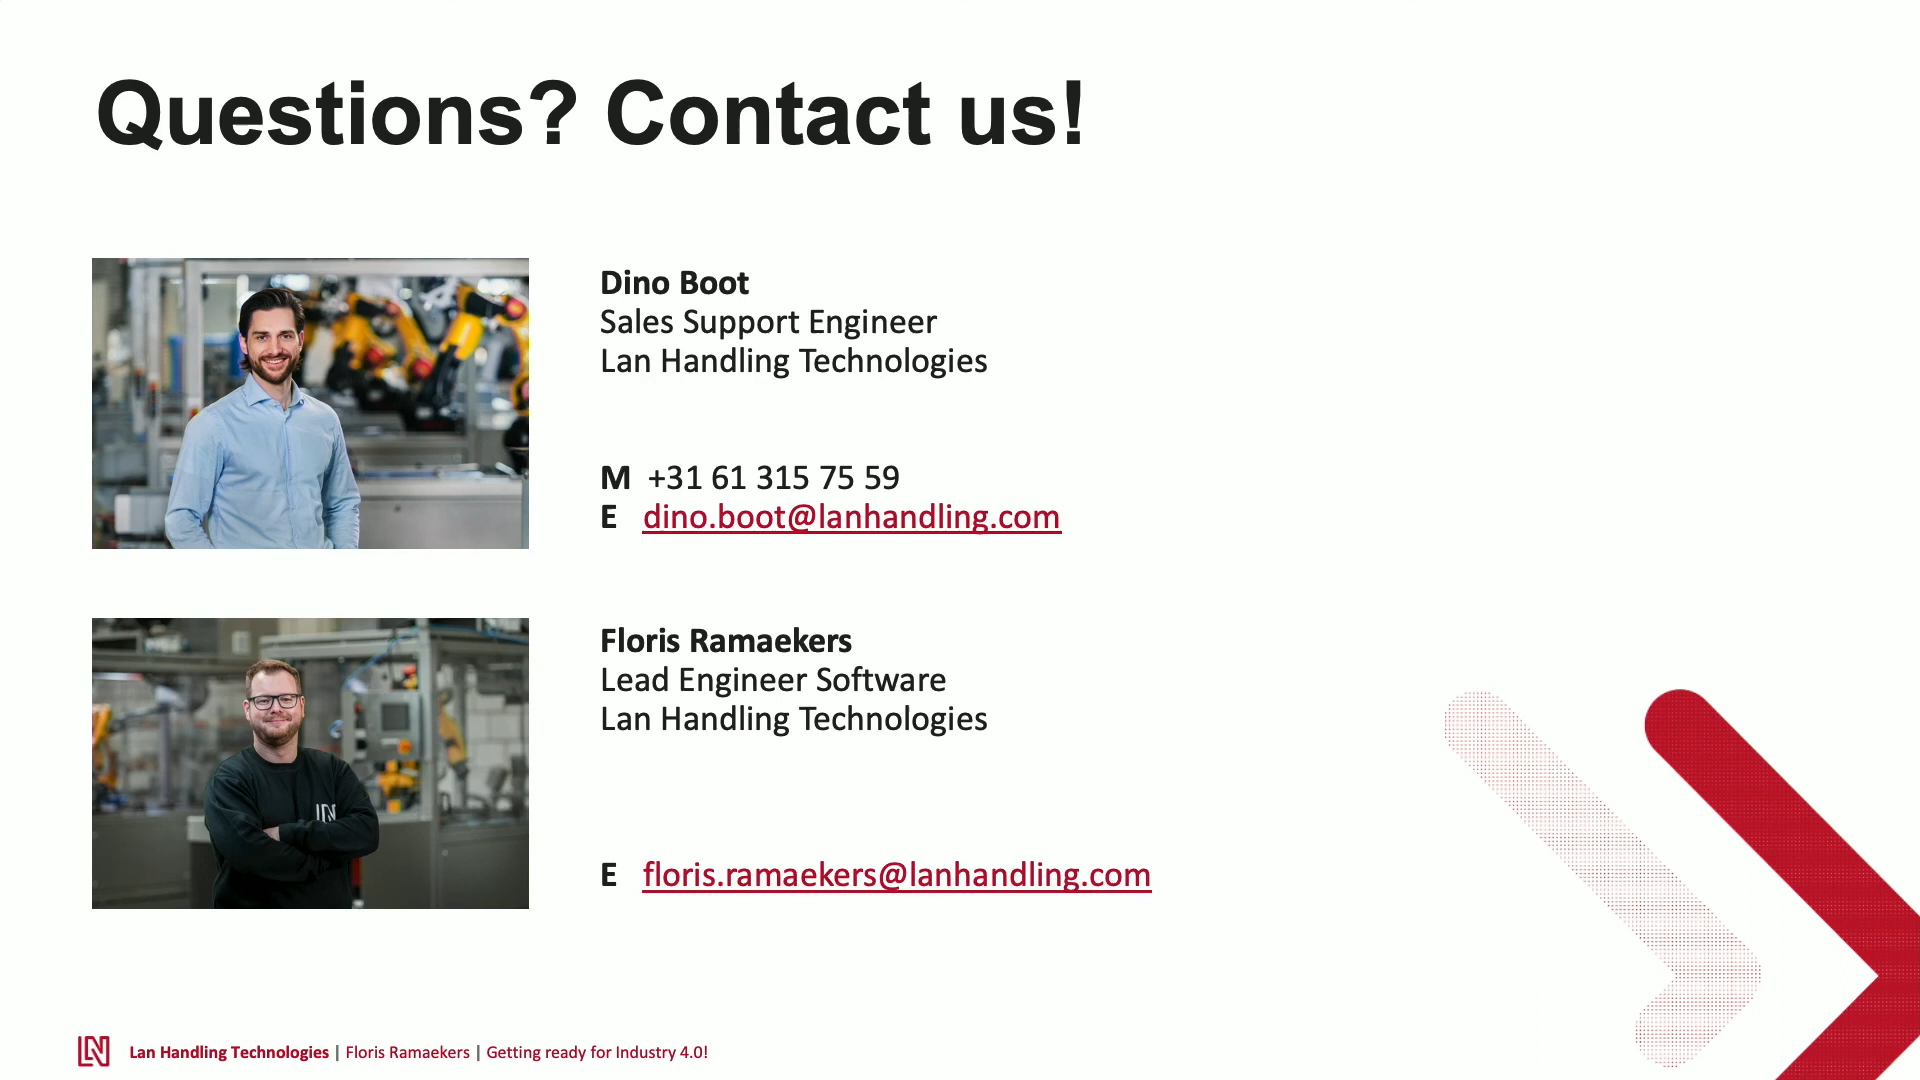 Questions? Contact us!
Dino Boot
Sales Support Engineer
Lan Handling Technologies
M +31 61 315 75 59
E dino.boot@lanhandling.com
Floris Ramaekers
Lead Engineer Software
Lan Handling Technologies
E floris.ramaekers@lanhandling.com
LN
LN Lan Handling Technologies | Floris Ramaekers | Getting ready for Industry 4.0!